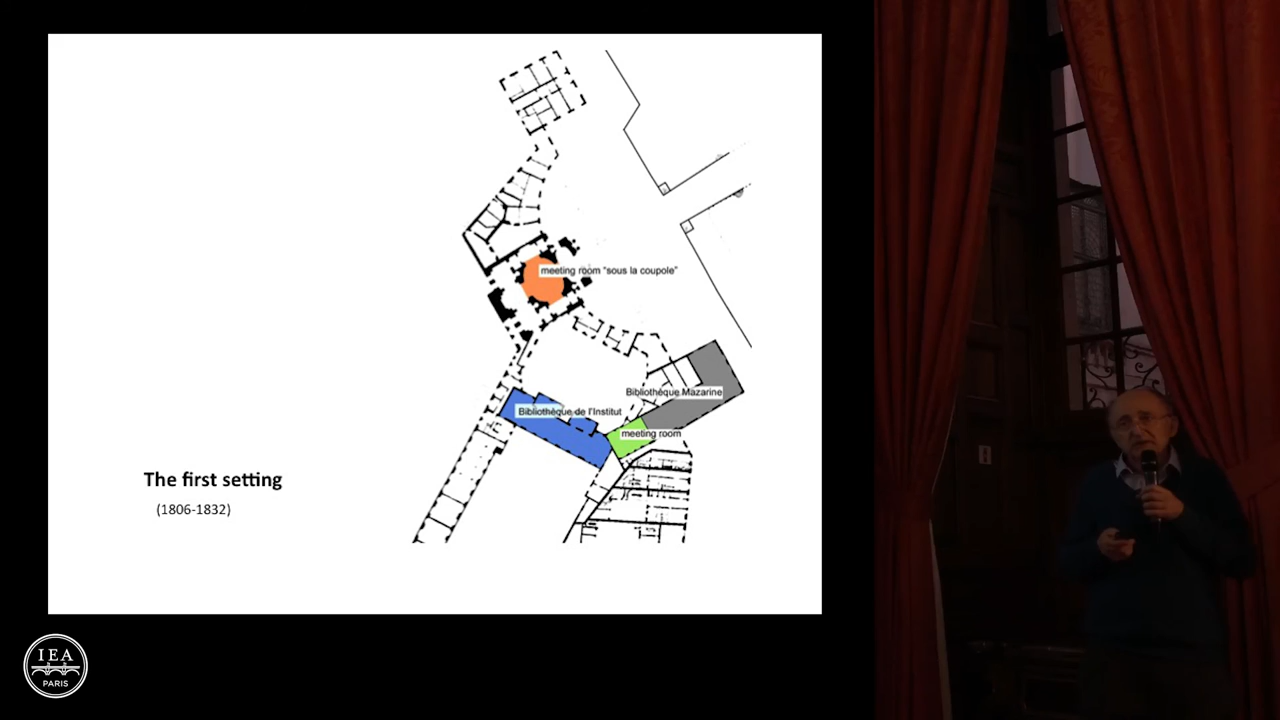 meeting room "sous la coupole"
Bibliothèque Mazarine
Bibliothèque de l'Institut
meeting room
The first setting
(1806-1832)
IEA
PARIS